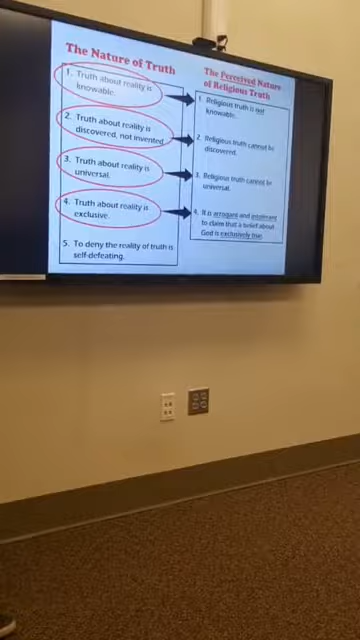 The Nature of Truth
1. Truth about reality is
knowable.
2. Truth about reality is
discovered, not invented.
3. Truth about reality is
universal.
4. Truth about reality is
exclusive.
5. To deny the reality of truth is
self-defeating.
The Perceived Nature
of Religious Truth
1. Religious truth is not
knowable.
2. Religious truth cannot be
discovered.
3. Religious truth cannot be
universal.
4. It is arrogant and intolerant
to claim that a belief about
God is exclusively true.